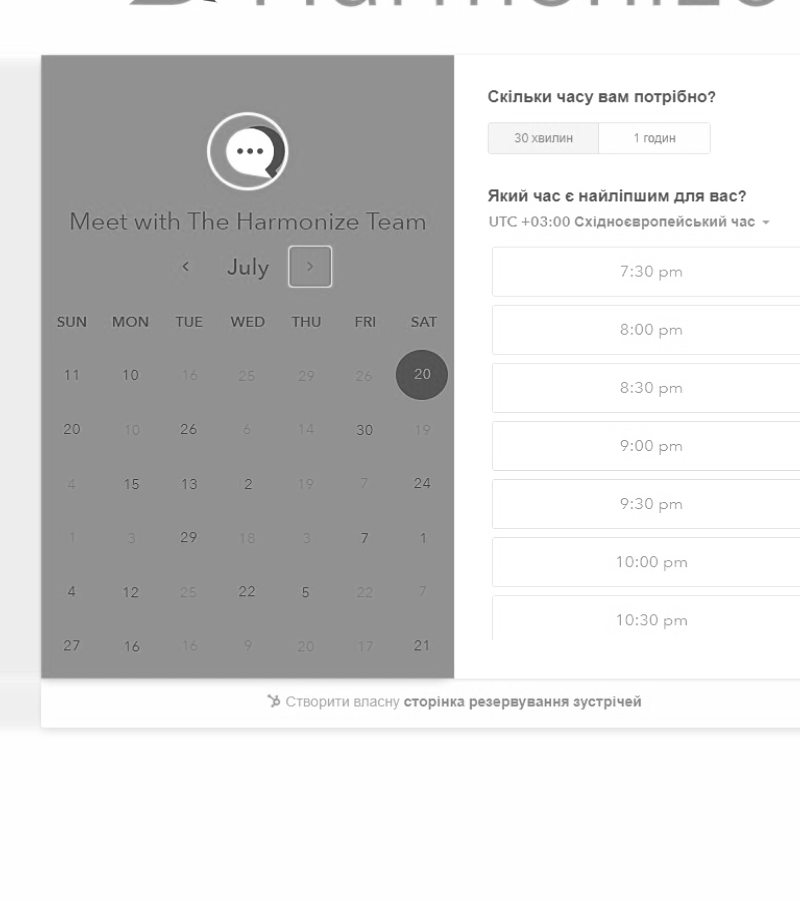 Meet with The Harmonize Team
July
SUN MON TUE WED THU FRI SAT
11 10 16 25 29 26 20
20 10 26 6 14 30 19
4 15 13 2 19 7 24
1 3 29 18 3 7 1
4 12 25 22 5 22 7
27 16 16 9 20 17 21
Скільки часу вам потрібно?
30 хвилин 1 годин
Який час є найліпшим для вас?
UTC +03:00 Східноєвропейський час
7:30 pm
8:00 pm
8:30 pm
9:00 pm
9:30 pm
10:00 pm
10:30 pm
Створити власну сторінка резервування зустрічей